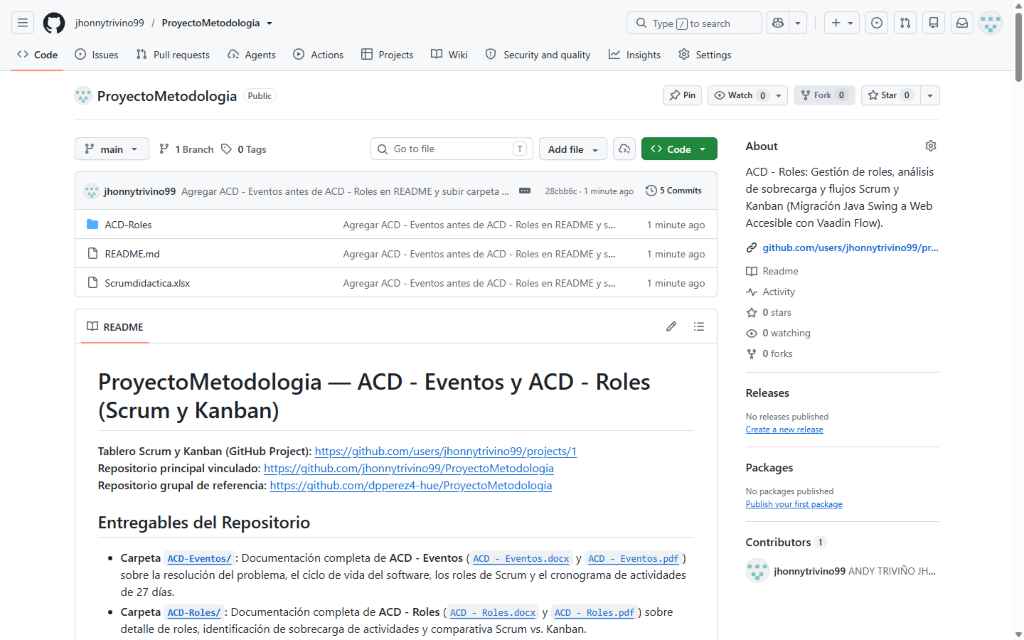 jhonnytrivino99 / ProyectoMetodologia
Type / to search
Code Issues Pull requests Agents Actions Projects Wiki Security and quality Insights Settings
ProyectoMetodologia Public
Pin Watch 0 Fork 0 Star 0
main 1 Branch 0 Tags
Go to file T
Add file
Code
jhonnytrivino99 Agregar ACD - Eventos antes de ACD - Roles en README y subir carpeta ... 28cbb6c · 1 minute ago 5 Commits
ACD-Roles Agregar ACD - Eventos antes de ACD - Roles en README y s... 1 minute ago
README.md Agregar ACD - Eventos antes de ACD - Roles en README y s... 1 minute ago
Scrumdidactica.xlsx Agregar ACD - Eventos antes de ACD - Roles en README y s... 1 minute ago
README
ProyectoMetodologia — ACD - Eventos y ACD - Roles
(Scrum y Kanban)
Tablero Scrum y Kanban (GitHub Project): https://github.com/users/jhonnytrivino99/projects/1
Repositorio principal vinculado: https://github.com/jhonnytrivino99/ProyectoMetodologia
Repositorio grupal de referencia: https://github.com/dpperez4-hue/ProyectoMetodologia
Entregables del Repositorio
• Carpeta ACD-Eventos/ : Documentación completa de ACD - Eventos ( ACD - Eventos.docx y ACD - Eventos.pdf )
sobre la resolución del problema, el ciclo de vida del software, los roles de Scrum y el cronograma de actividades
de 27 días.
• Carpeta ACD-Roles/ : Documentación completa de ACD - Roles ( ACD - Roles.docx y ACD - Roles.pdf ) sobre
detalle de roles, identificación de sobrecarga de actividades y comparativa Scrum vs. Kanban.
About
ACD - Roles: Gestión de roles, análisis
de sobrecarga y flujos Scrum y
Kanban (Migración Java Swing a Web
Accesible con Vaadin Flow).
github.com/users/jhonnytrivino99/pr...
Readme
Activity
0 stars
0 watching
0 forks
Releases
No releases published
Create a new release
Packages
No packages published
Publish your first package
Contributors 1
jhonnytrivino99 ANDY TRIVIÑO JH...